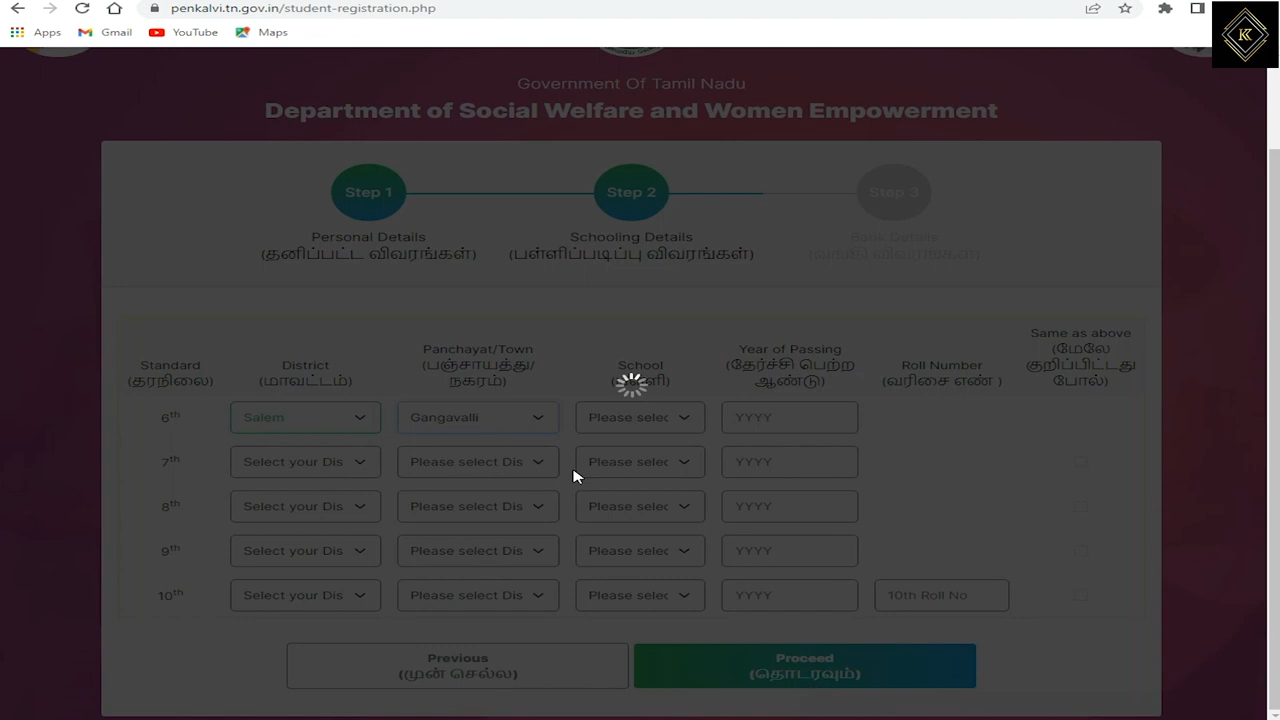 penkalvi.tn.gov.in/student-registration.php
Apps
Gmail
YouTube
Maps
Government Of Tamil Nadu
Department of Social Welfare and Women Empowerment
Step 1
Step 2
Step 3
Personal Details
(தனிப்பட்ட விவரங்கள்)
Schooling Details
(பள்ளிப்படிப்பு விவரங்கள்)
Bank Details
(வங்கி விவரங்கள்)
Standard
(தரநிலை)
District
(மாவட்டம்)
Panchayat/Town
(பஞ்சாயத்து/
நகரம்)
School
Year of Passing
(தேர்ச்சி பெற்ற
ஆண்டு)
Roll Number
(வரிசை எண் )
Same as above
(மேலே
குறிப்பிட்டது
போல்)
6th
Salem
Gangavalli
Please selec
YYYY
7th
Select your Dis
Please select Dis
Please selec
YYYY
8th
Select your Dis
Please select Dis
Please selec
YYYY
9th
Select your Dis
Please select Dis
Please selec
YYYY
10th
Select your Dis
Please select Dis
Please selec
YYYY
10th Roll No
Previous
(முன் செல்ல)
Proceed
(தொடரவும்)